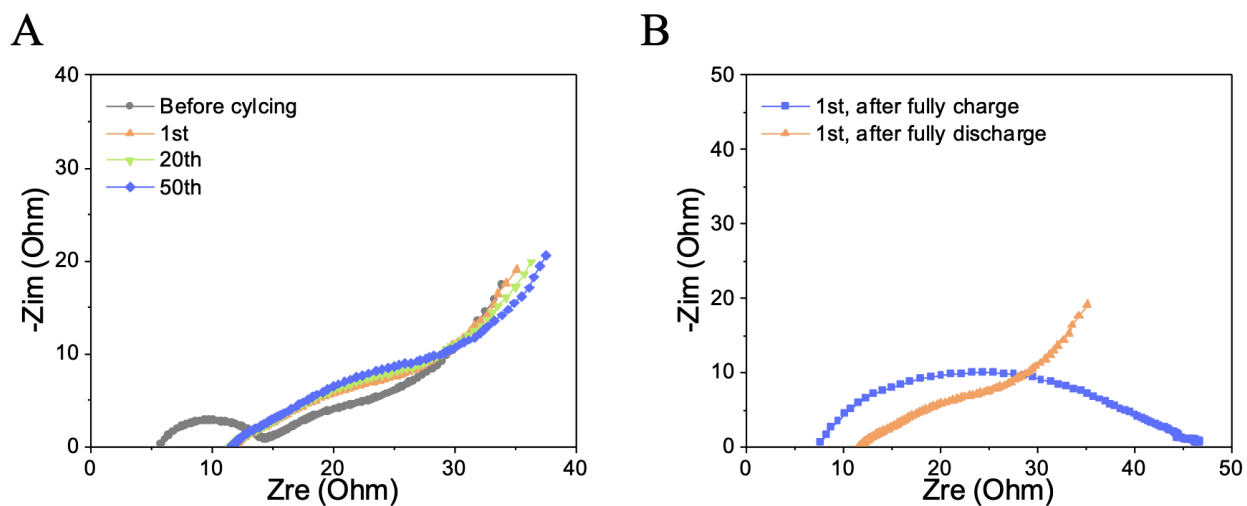 A
40
30
20
10
0
0 10 20 30 40
-Zim (Ohm)
Zre (Ohm)
Before cylcing
1st
20th
50th
B
50
40
30
20
10
0
0 10 20 30 40 50
-Zim (Ohm)
Zre (Ohm)
1st, after fully charge
1st, after fully discharge